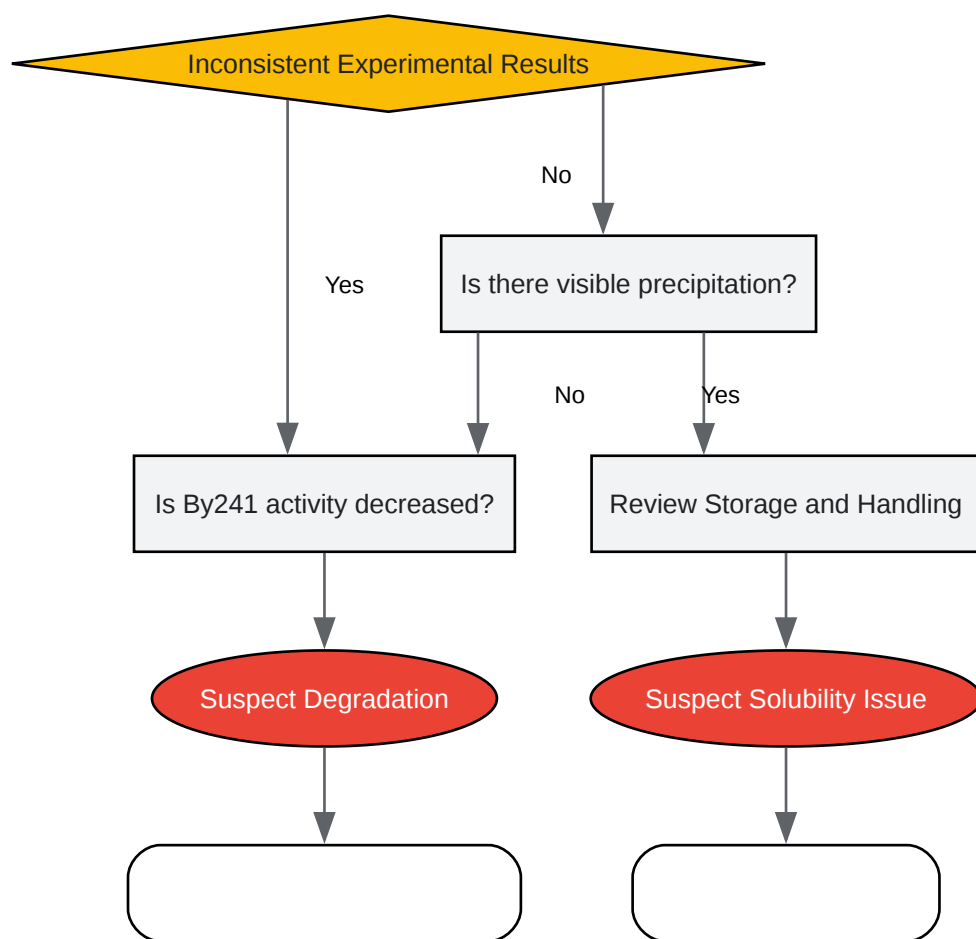 Inconsistent Experimental Results
No
Is there visible precipitation?
Yes
No
Yes
Is By241 activity decreased?
Review Storage and Handling
Suspect Degradation
Suspect Solubility Issue